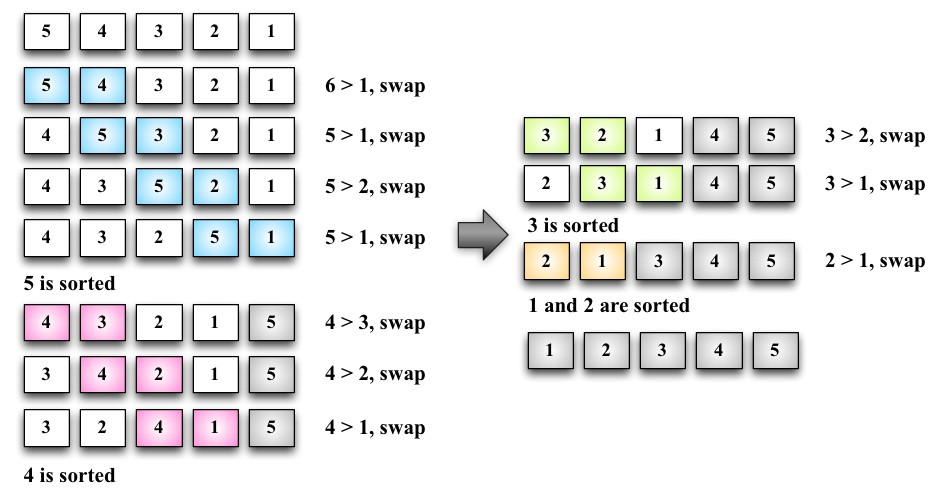 5 4 3 2 1
5 4 3 2 1 6 > 1, swap
4 5 3 2 1 5 > 1, swap
4 3 5 2 1 5 > 2, swap
4 3 2 5 1 5 > 1, swap
5 is sorted
4 3 2 1 5 4 > 3, swap
3 4 2 1 5 4 > 2, swap
3 2 4 1 5 4 > 1, swap
4 is sorted
3 2 1 4 5 3 > 2, swap
2 3 1 4 5 3 > 1, swap
3 is sorted
2 1 3 4 5 2 > 1, swap
1 and 2 are sorted
1 2 3 4 5